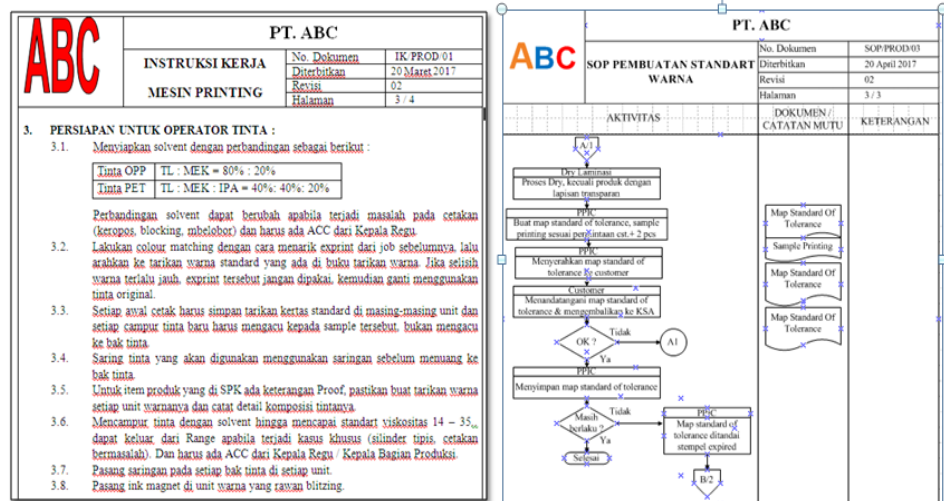 ABC
PT. ABC
INSTRUKSI KERJA
MESIN PRINTING
No. Dokumen IK/PROD/01
Diterbitkan 20 Maret 2017
Revisi 02
Halaman 3 / 4
3. PERSIAPAN UNTUK OPERATOR TINTA :
3.1. Menyiapkan solvent dengan perbandingan sebagai berikut :
Tinta OPP TL : MEK = 80% : 20%
Tinta PET TL : MEK : IPA = 40%: 40%: 20%
Perbandingan solvent dapat berubah apabila terjadi masalah pada cetakan
(keropos, blocking, mbelobor) dan harus ada ACC dari Kepala Regu.
3.2. Lakukan colour matching dengan cara menarik exprint dari job sebelumnya, lalu
arahkan ke tarikan warna standard yang ada di buku tarikan warna. Jika selisih
warna terlalu jauh, exprint tersebut jangan dipakai, kemudian ganti menggunakan
tinta original.
3.3. Setiap awal cetak harus simpan tarikan kertas standard di masing-masing unit dan
setiap campur tinta baru harus mengacu kepada sample tersebut, bukan mengacu
ke bak tinta.
3.4. Saring tinta yang akan digunakan menggunakan saringan sebelum menuang ke
bak tinta.
3.5. Untuk item produk yang di SPK ada keterangan Proof, pastikan buat tarikan warna
setiap unit warnanya dan catat detail komposisi tintanya.
3.6. Mencampur tinta dengan solvent hingga mencapai standart viskositas 14 – 35,,
dapat keluar dari Range apabila terjadi kasus khusus (silinder tipis, cetakan
bermasalah). Dan harus ada ACC dari Kepala Regu / Kepala Bagian Produksi.
3.7. Pasang saringan pada setiap bak tinta di setiap unit.
3.8. Pasang ink magnet di unit warna yang rawan blitzing.
ABC
PT. ABC
SOP PEMBUATAN STANDART
WARNA
No. Dokumen SOP/PROD/03
Diterbitkan 20 April 2017
Revisi 02
Halaman 3 / 3
AKTIVITAS
DOKUMEN /
CATATAN MUTU
KETERANGAN
A/1
Dry Laminasi
Proses Dry, kecuali produk dengan
lapisan transparan
PPIC
Buat map standard of tolerance, sample
printing sesuai permintaan cst.+ 2 pcs
PPIC
Menyerahkan map standard of
tolerance ke customer
Customer
Menandatangani map standard of
tolerance & mengembalikan ke KSA
OK ?
Tidak
A1
Ya
PPIC
Menyimpan map standard of tolerance
Masih
berlaku ?
Tidak
Ya
PPIC
Map standard of
tolerance ditandai
stempel expired
Selesai
B/2
Map Standard Of
Tolerance
Sample Printing
Map Standard Of
Tolerance
Map Standard Of
Tolerance